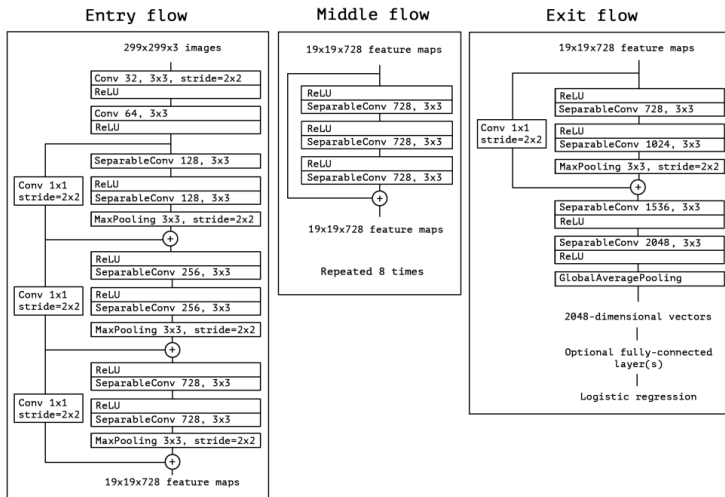 Entry flow
299x299x3 images
Conv 32, 3x3, stride=2x2
ReLU
Conv 64, 3x3
ReLU
SeparableConv 128, 3x3
Conv 1x1
stride=2x2
ReLU
SeparableConv 128, 3x3
MaxPooling 3x3, stride=2x2
+
ReLU
SeparableConv 256, 3x3
Conv 1x1
stride=2x2
ReLU
SeparableConv 256, 3x3
MaxPooling 3x3, stride=2x2
+
ReLU
SeparableConv 728, 3x3
Conv 1x1
stride=2x2
ReLU
SeparableConv 728, 3x3
MaxPooling 3x3, stride=2x2
+
19x19x728 feature maps
Middle flow
19x19x728 feature maps
ReLU
SeparableConv 728, 3x3
ReLU
SeparableConv 728, 3x3
ReLU
SeparableConv 728, 3x3
+
19x19x728 feature maps
Repeated 8 times
Exit flow
19x19x728 feature maps
ReLU
SeparableConv 728, 3x3
Conv 1x1
stride=2x2
ReLU
SeparableConv 1024, 3x3
MaxPooling 3x3, stride=2x2
+
SeparableConv 1536, 3x3
ReLU
SeparableConv 2048, 3x3
ReLU
GlobalAveragePooling
2048-dimensional vectors
Optional fully-connected
layer(s)
Logistic regression